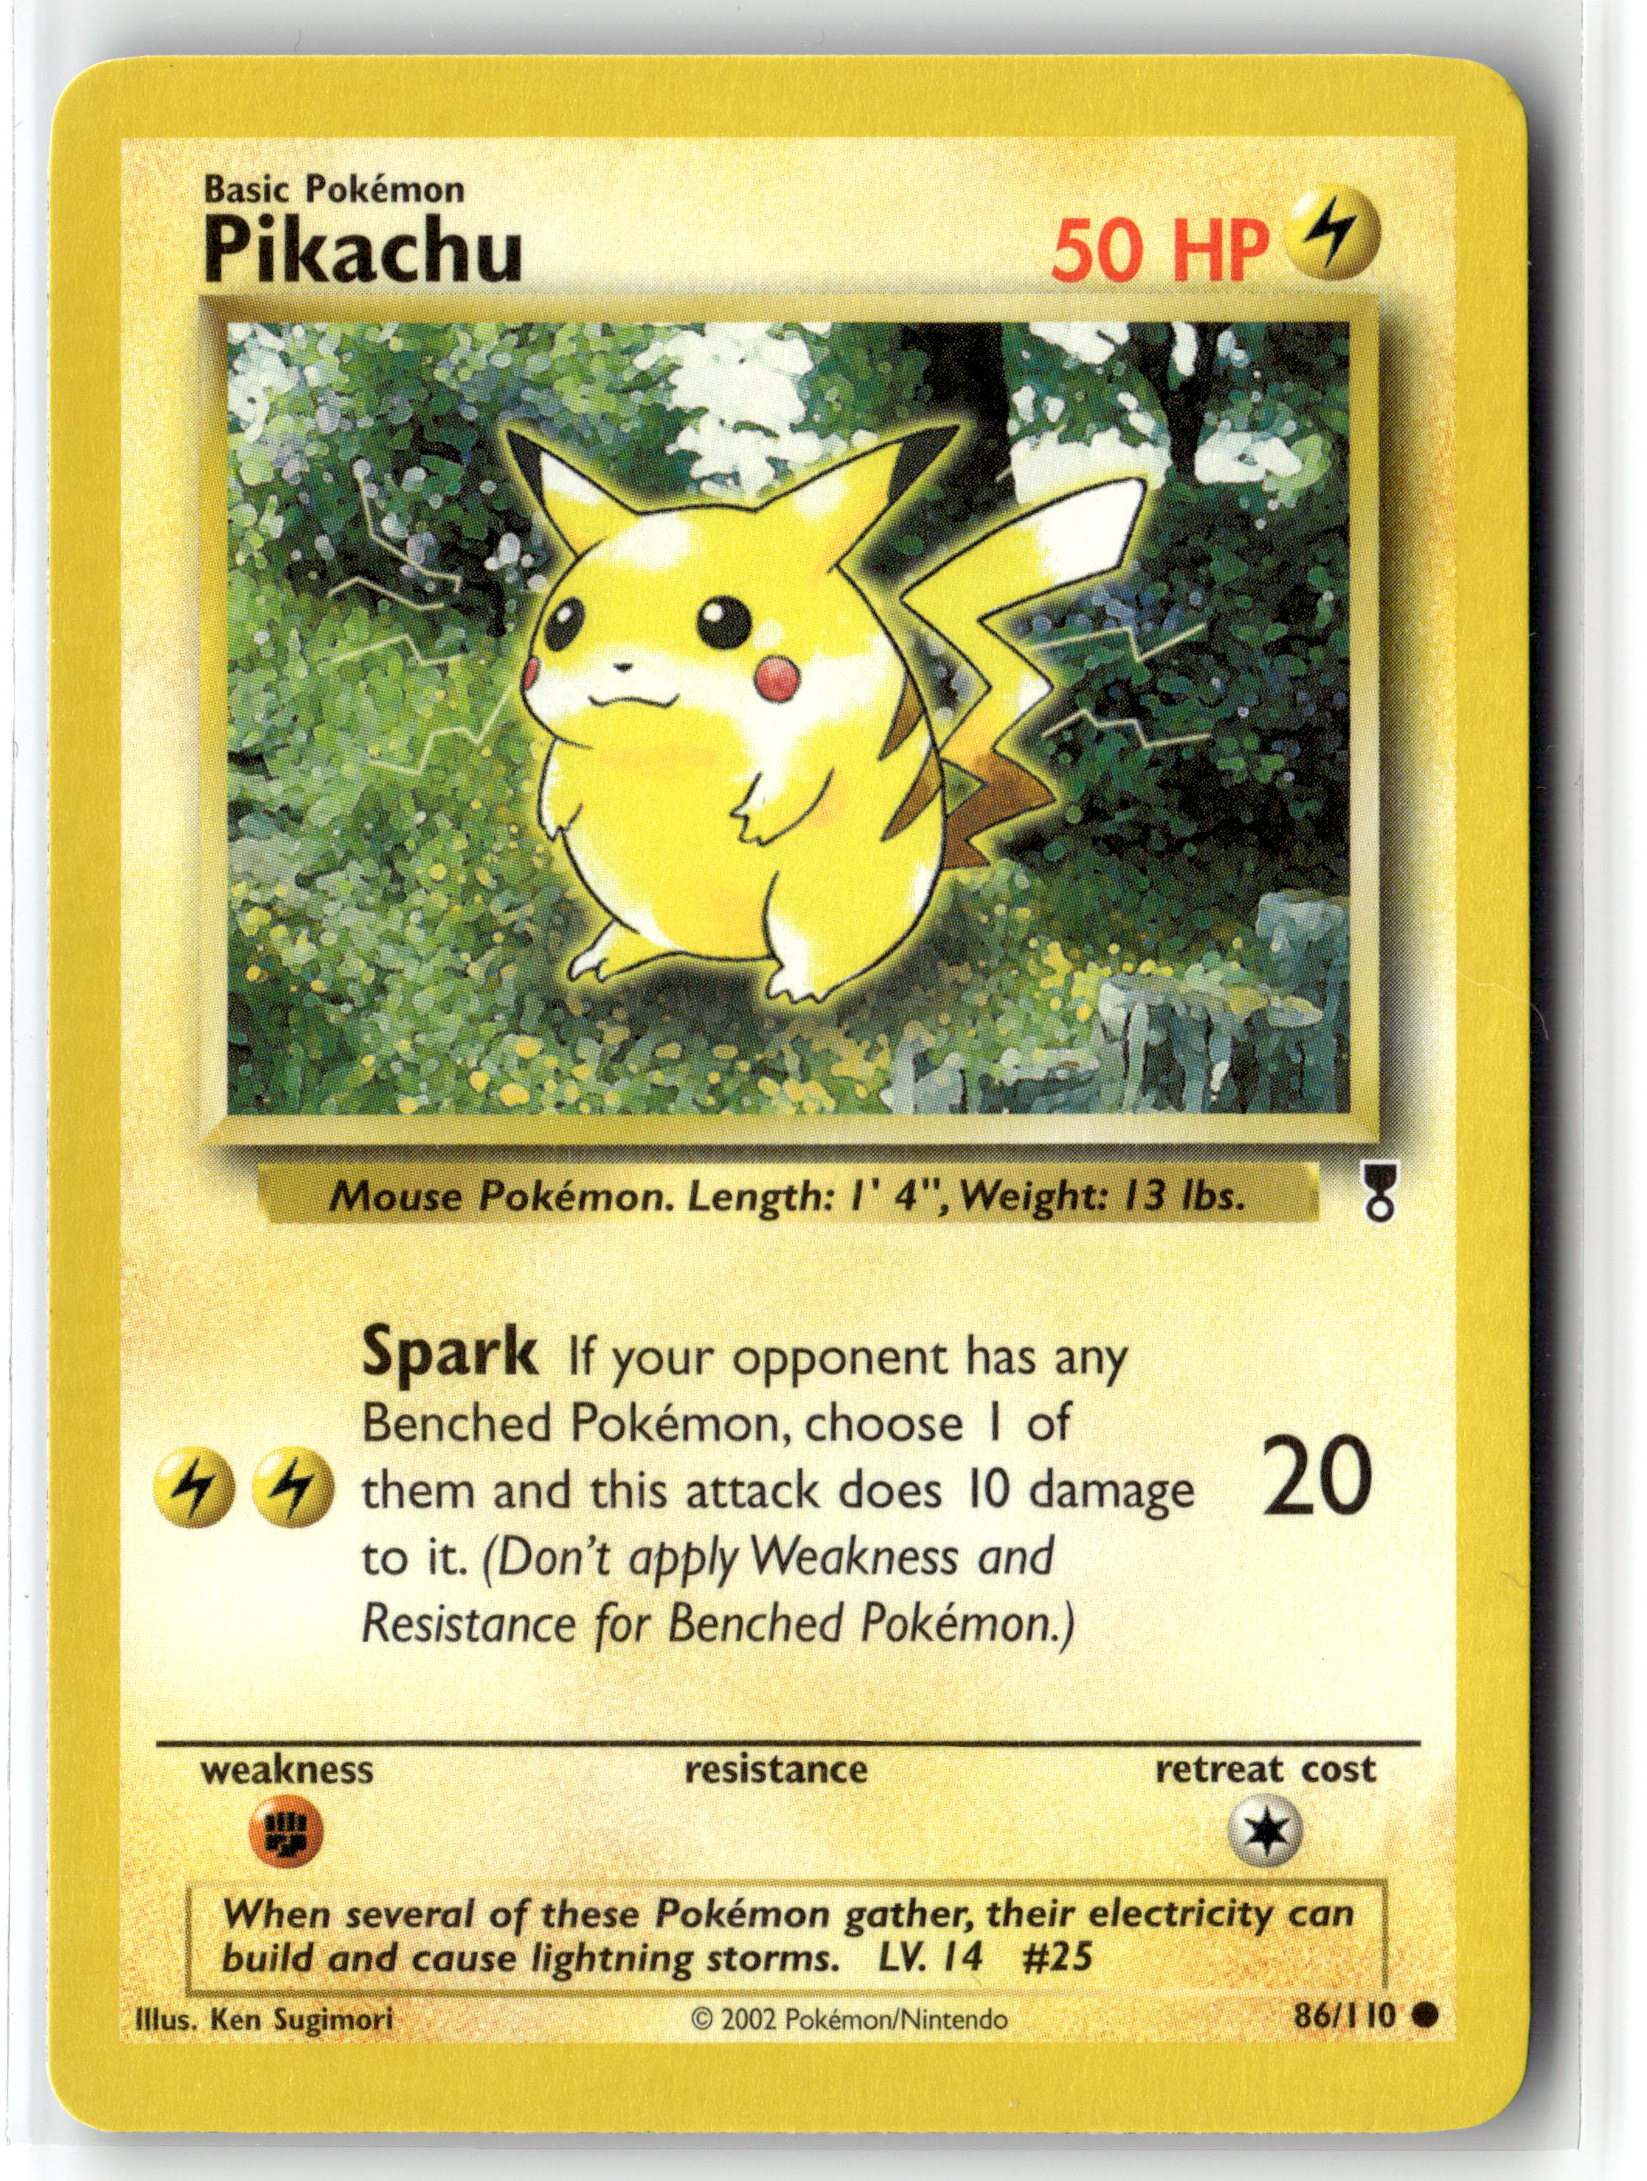 Basic Pokémon
Pikachu
50 HP
Mouse Pokémon. Length: 1' 4", Weight: 13 lbs.
Spark If your opponent has any
Benched Pokémon, choose 1 of
them and this attack does 10 damage
to it. (Don't apply Weakness and
Resistance for Benched Pokémon.)
20
weakness resistance retreat cost
When several of these Pokémon gather, their electricity can
build and cause lightning storms. LV. 14 #25
Illus. Ken Sugimori © 2002 Pokémon/Nintendo 86/110